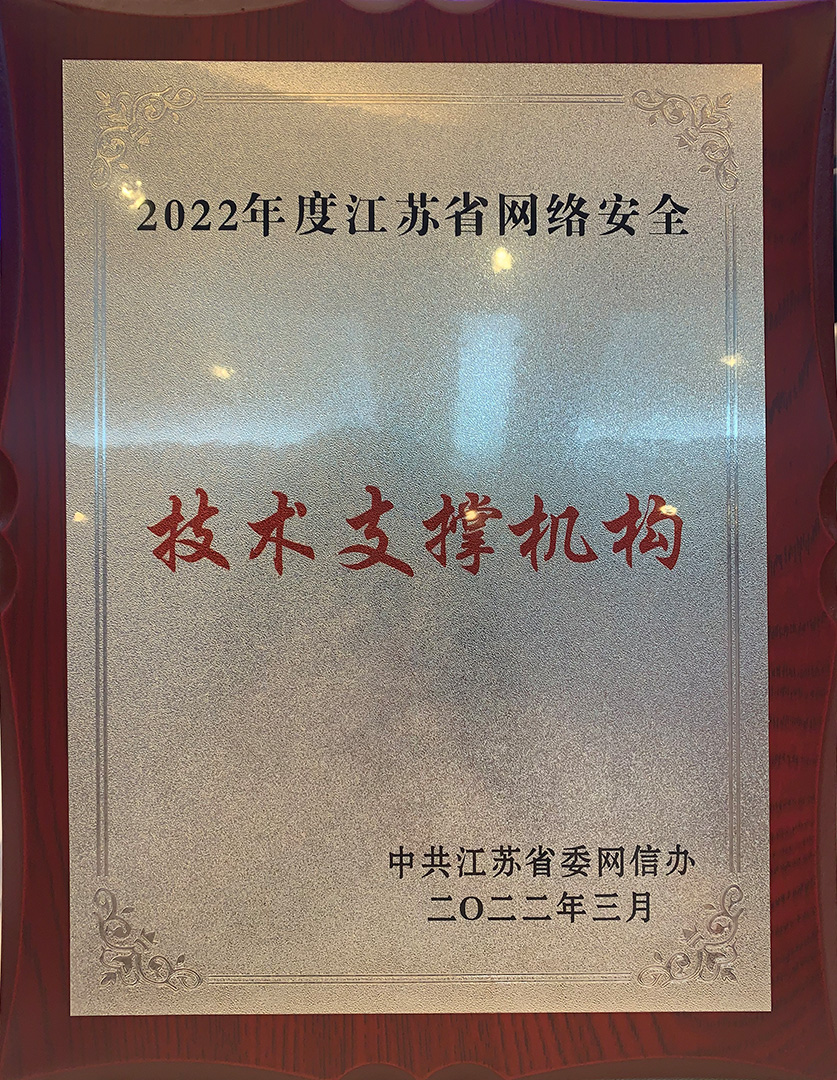 2022年度江苏省网络安全
技术支撑机构
中共江苏省委网信办
二〇二二年三月